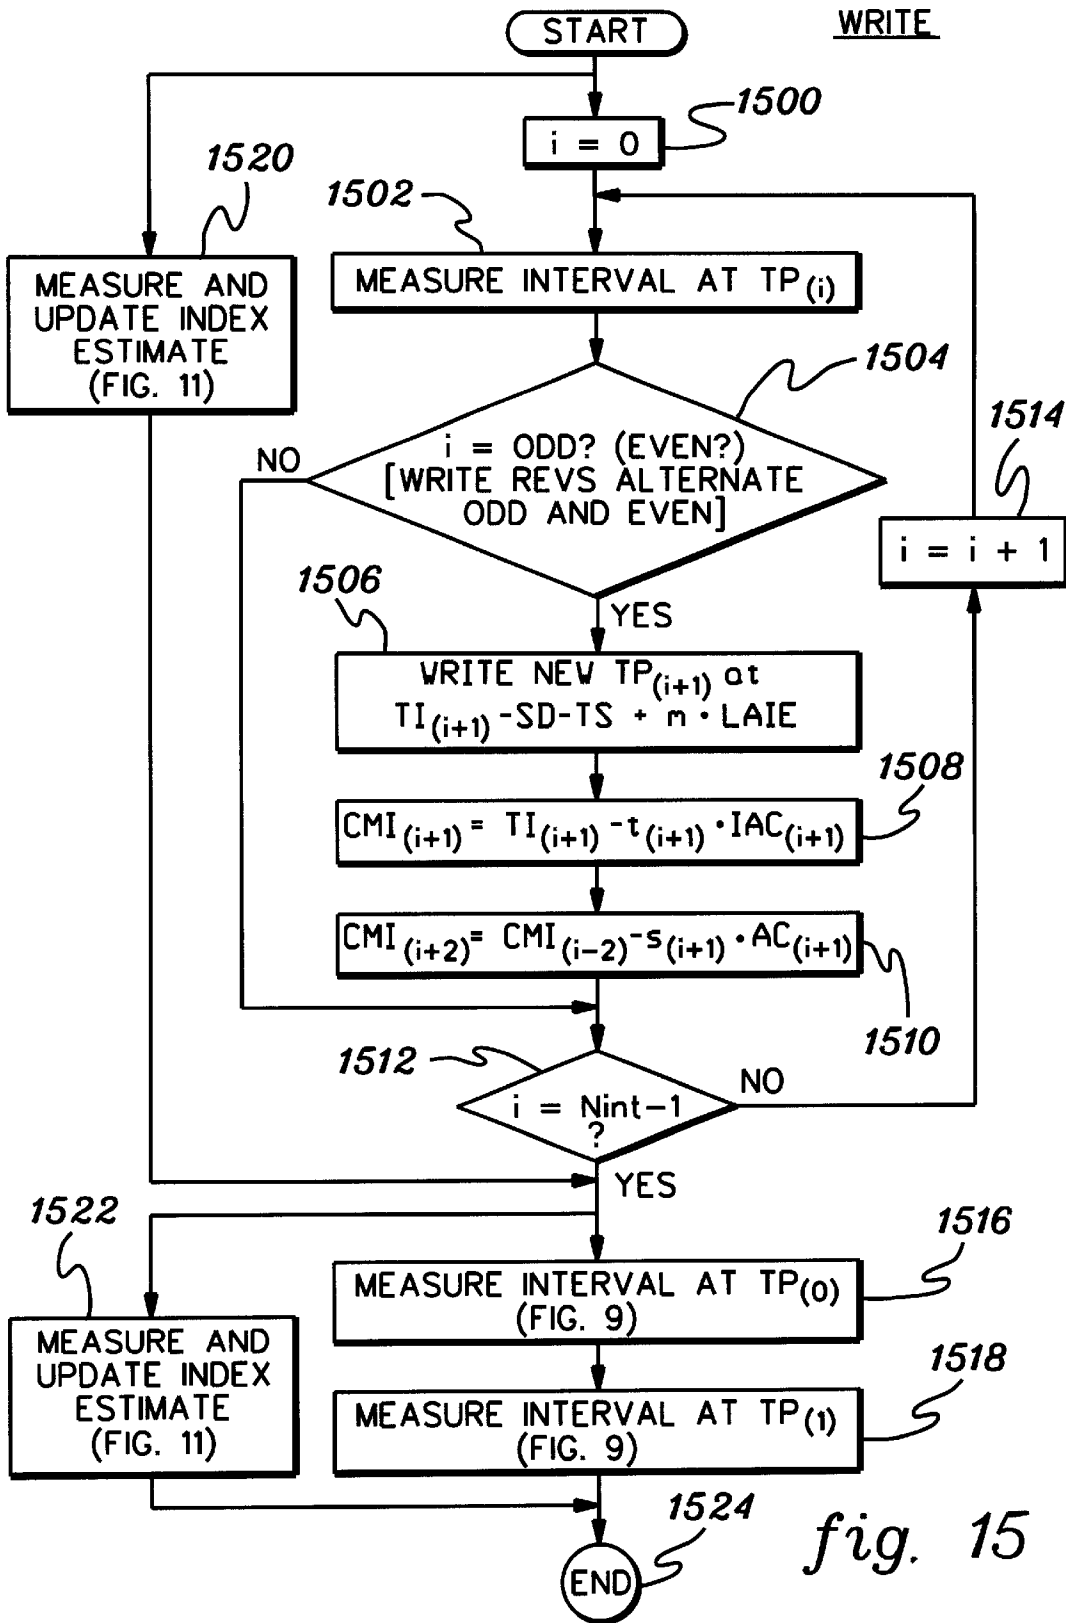 WRITE
START
1500
i = 0
1520
1502
MEASURE AND
UPDATE INDEX
ESTIMATE
(FIG. 11)
MEASURE INTERVAL AT TP(i)
1504
i = ODD? (EVEN?)
[WRITE REVS ALTERNATE
ODD AND EVEN]
NO
1514
i = i + 1
1506
YES
WRITE NEW TP(i+1) at
TI(i+1) -SD-TS + m • LAIE
1508
CMI(i+1) = TI(i+1) -t(i+1) • IAC(i+1)
CMI(i+2) = CMI(i-2) -s(i+1) • AC(i+1)
1510
1512
i = Nint-1
?
NO
YES
1522
1516
MEASURE INTERVAL AT TP(0)
(FIG. 9)
MEASURE AND
UPDATE INDEX
ESTIMATE
(FIG. 11)
1518
MEASURE INTERVAL AT TP(1)
(FIG. 9)
1524
END
fig. 15